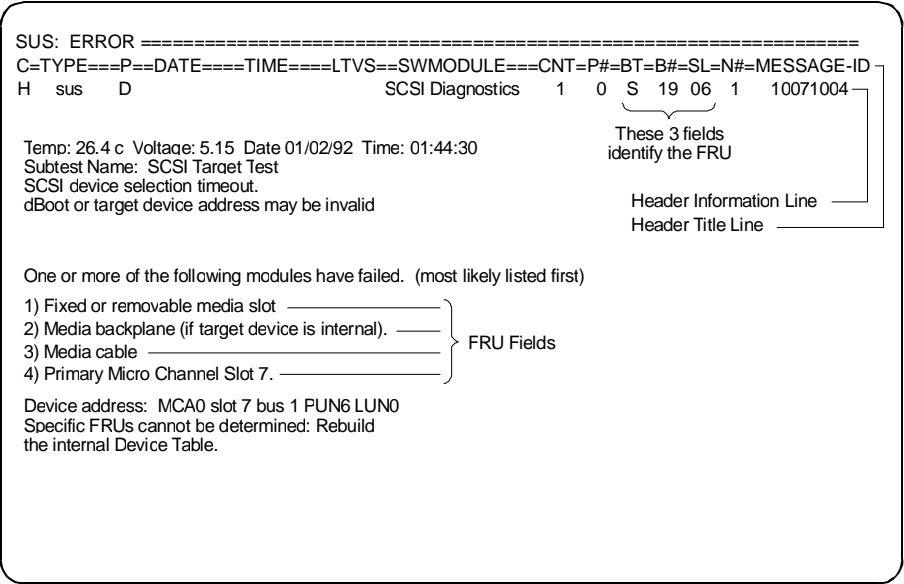 SUS: ERROR ===================================================================
C=TYPE===P==DATE====TIME====LTVS==SWMODULE===CNT=P#=BT=B#=SL=N#=MESSAGE-ID
H sus D SCSI Diagnostics 1 0 S 19 06 1 10071004
These 3 fields
identify the FRU
Temp: 26.4 c Voltage: 5.15 Date 01/02/92 Time: 01:44:30
Subtest Name: SCSI Target Test
SCSI device selection timeout.
dBoot or target device address may be invalid
Header Information Line
Header Title Line
One or more of the following modules have failed. (most likely listed first)
1) Fixed or removable media slot
2) Media backplane (if target device is internal).
3) Media cable
4) Primary Micro Channel Slot 7.
FRU Fields
Device address: MCA0 slot 7 bus 1 PUN6 LUN0
Specific FRUs cannot be determined: Rebuild
the internal Device Table.